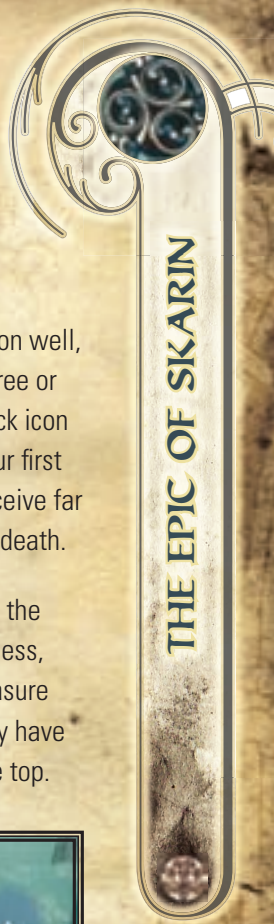 on well,
ree or
ck icon
ur first
ceive far
death.
the
ess,
sure
y have
e top.
THE EPIC OF SKARIN